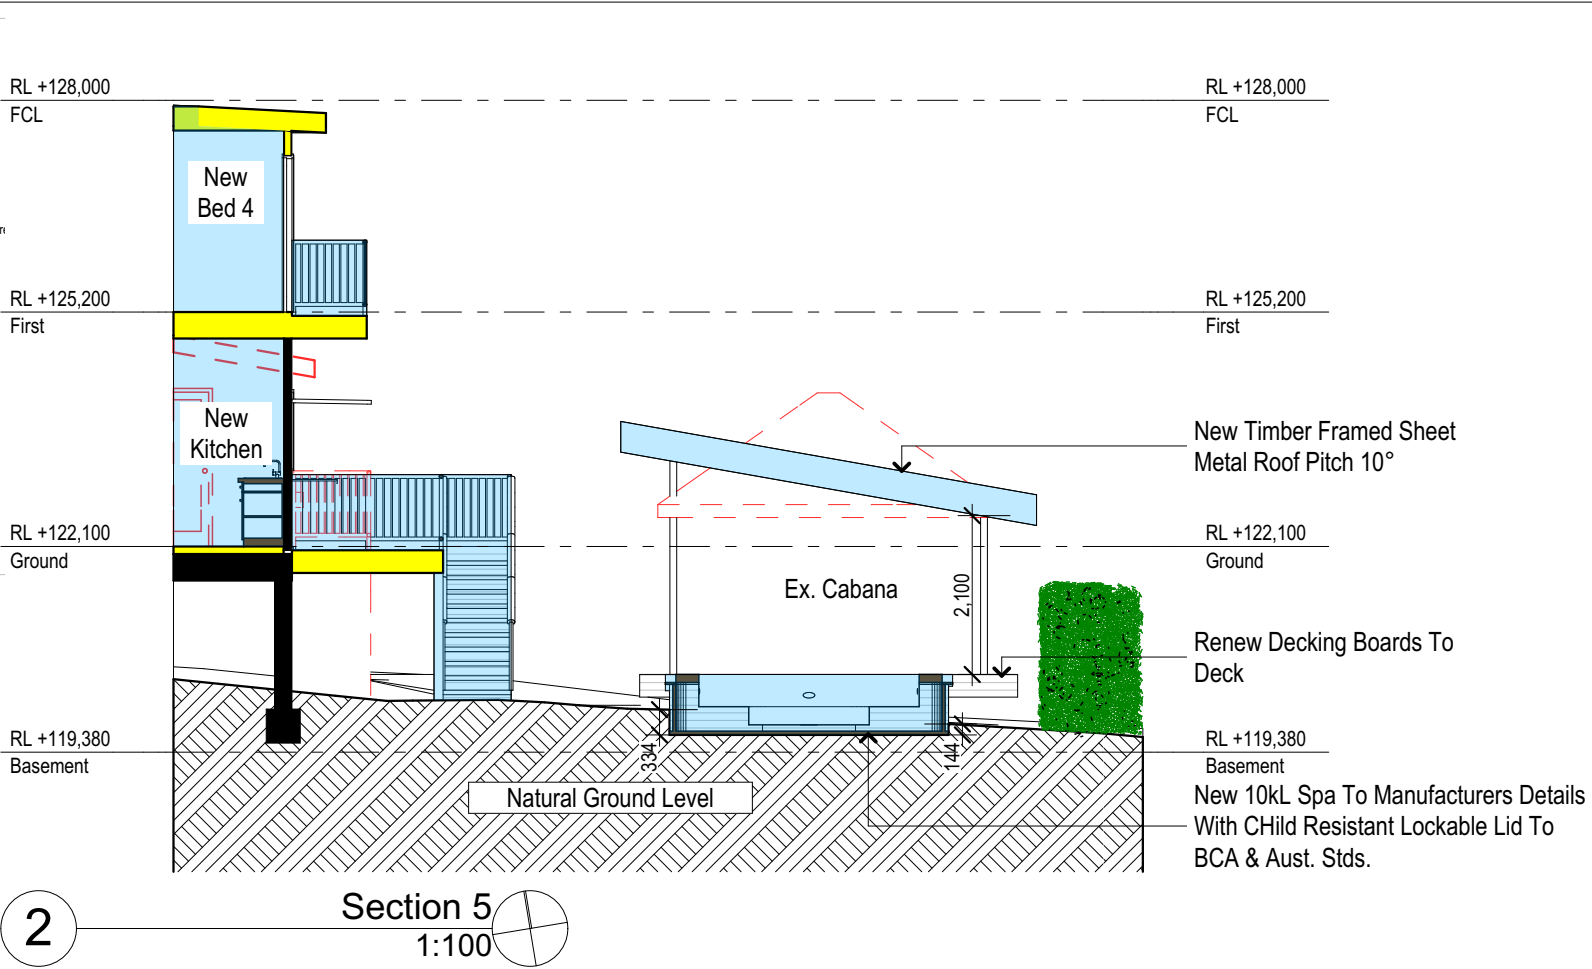 RL +128,000
FCL
RL +128,000
FCL
New
Bed 4
RL +125,200
First
RL +125,200
First
New
Kitchen
New Timber Framed Sheet
Metal Roof Pitch 10°
RL +122,100
Ground
RL +122,100
Ground
Ex. Cabana
2,100
Renew Decking Boards To
Deck
RL +119,380
Basement
334
144
RL +119,380
Basement
Natural Ground Level
New 10kL Spa To Manufacturers Details
With CHild Resistant Lockable Lid To
BCA & Aust. Stds.
2
Section 5
1:100